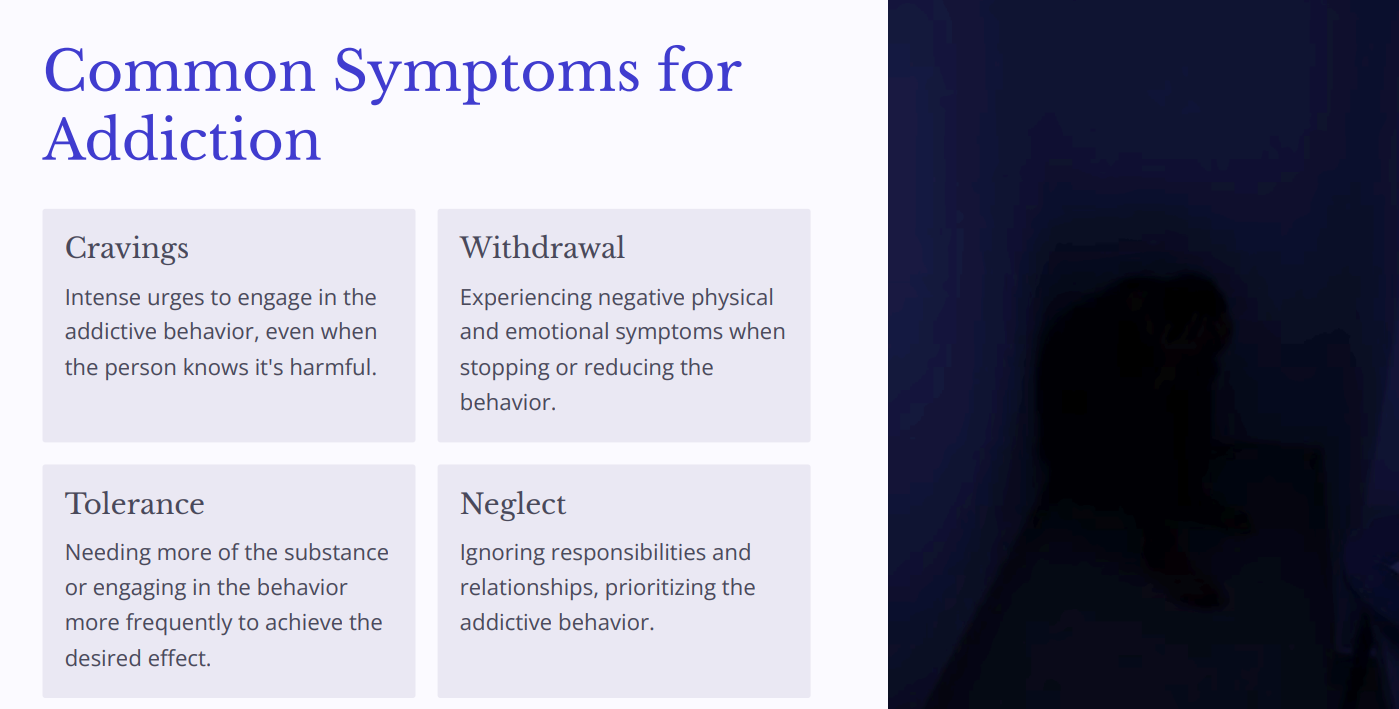 Common Symptoms for
Addiction
Cravings
Intense urges to engage in the
addictive behavior, even when
the person knows it's harmful.
Withdrawal
Experiencing negative physical
and emotional symptoms when
stopping or reducing the
behavior.
Tolerance
Needing more of the substance
or engaging in the behavior
more frequently to achieve the
desired effect.
Neglect
Ignoring responsibilities and
relationships, prioritizing the
addictive behavior.